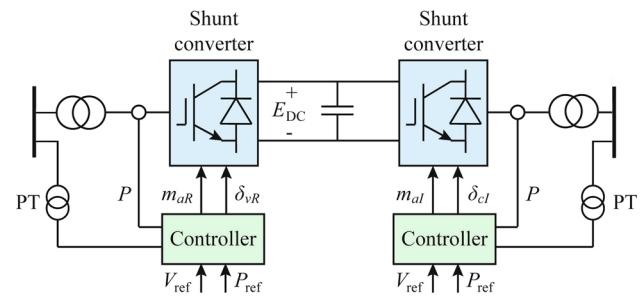 Shunt
converter
Shunt
converter
+
E_DC
-
PT
P
m_aR
δ_vR
m_aI
δ_cI
P
PT
Controller
Controller
V_ref
P_ref
V_ref
P_ref